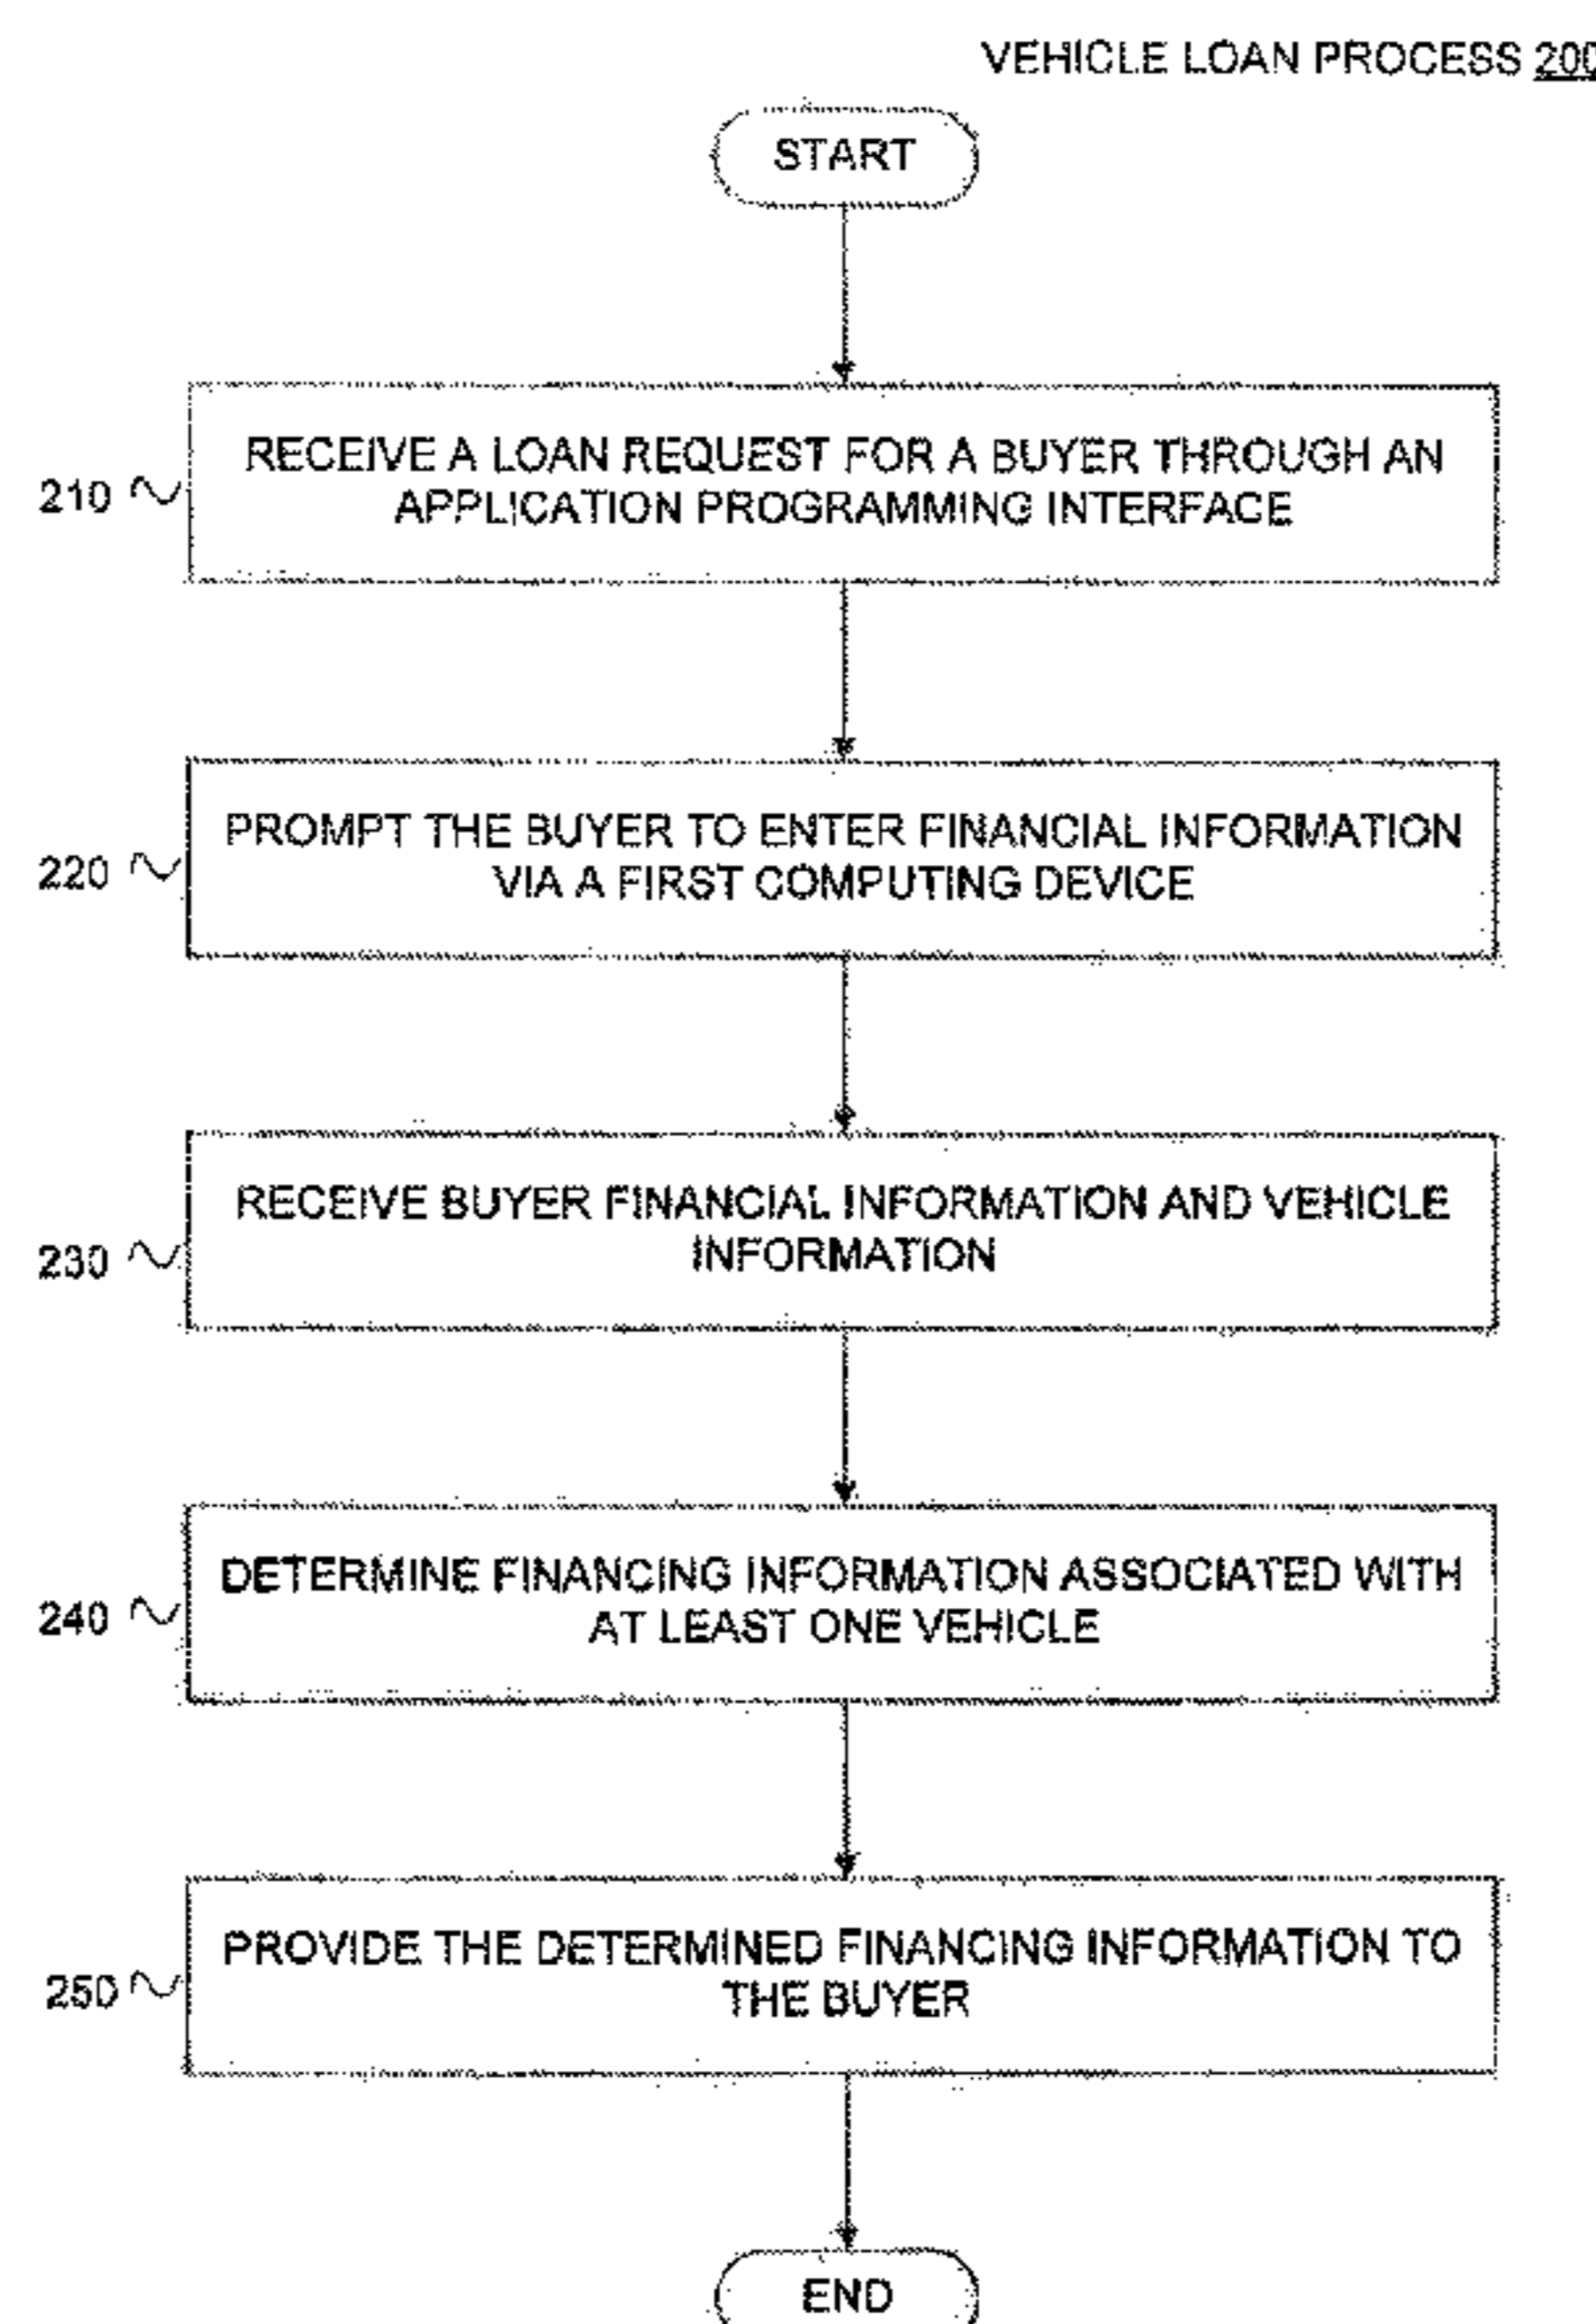 VEHICLE LOAN PROCESS 200
START
210
RECEIVE A LOAN REQUEST FOR A BUYER THROUGH AN
APPLICATION PROGRAMMING INTERFACE
220
PROMPT THE BUYER TO ENTER FINANCIAL INFORMATION
VIA A FIRST COMPUTING DEVICE
230
RECEIVE BUYER FINANCIAL INFORMATION AND VEHICLE
INFORMATION
240
DETERMINE FINANCING INFORMATION ASSOCIATED WITH
AT LEAST ONE VEHICLE
250
PROVIDE THE DETERMINED FINANCING INFORMATION TO
THE BUYER
END